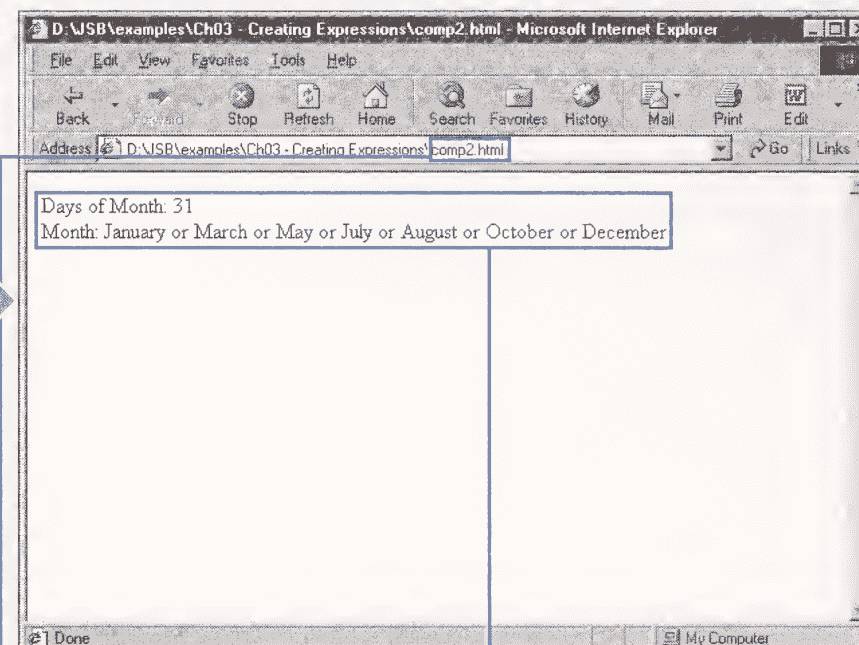 D:\JSB\examples\Ch03 - Creating Expressions\comp2.html - Microsoft Internet Explorer
File Edit View Favorites Tools Help
Back Forward Stop Refresh Home Search Favorites History Mail Print Edit
Address D:\JSB\examples\Ch03 - Creating Expressions\comp2.html Go Links
Days of Month: 31
Month: January or March or May or July or August or October or December
Done My Computer